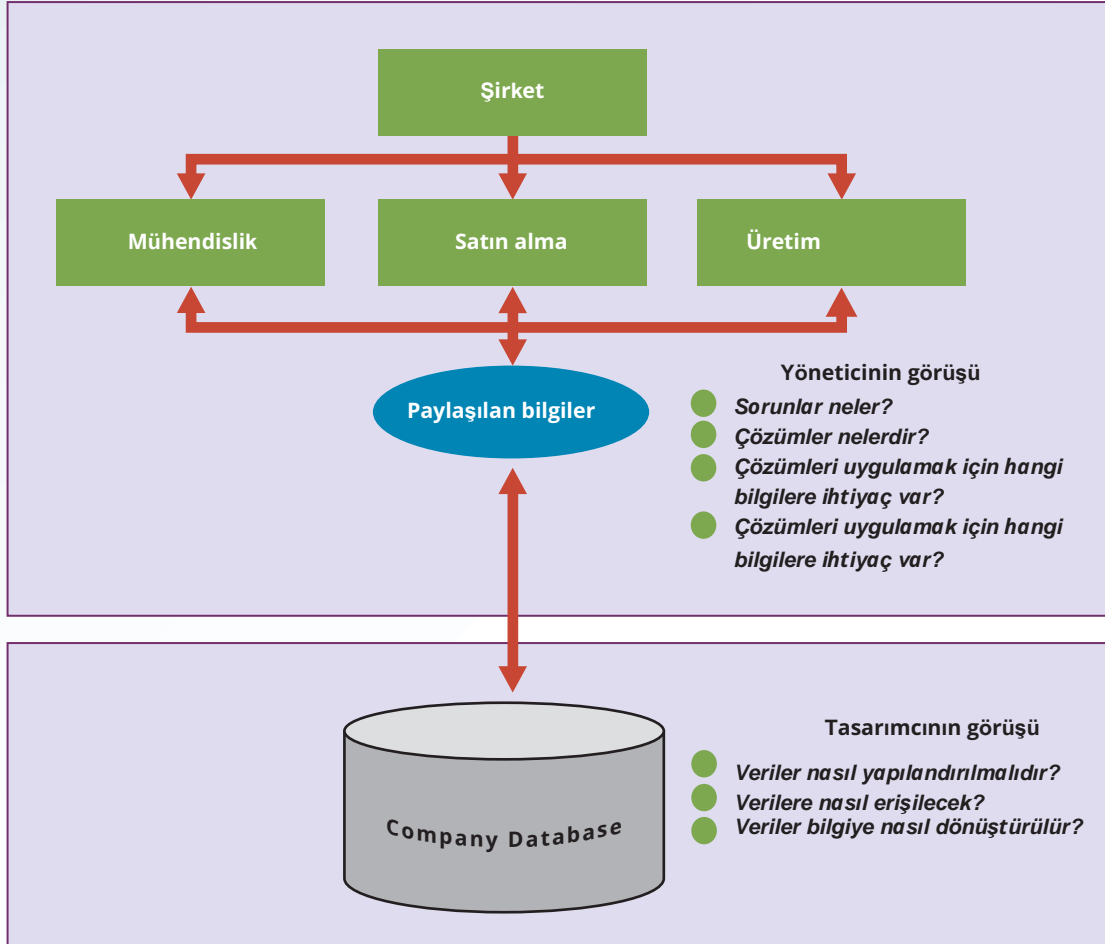 Şirket
Mühendislik
Satın alma
Üretim
Paylaşılan bilgiler
Yöneticinin görüşü
Sorunlar neler?
Çözümler nelerdir?
Çözümleri uygulamak için hangi
bilgilere ihtiyaç var?
Çözümleri uygulamak için hangi
bilgilere ihtiyaç var?
Company Database
Tasarımcının görüşü
Veriler nasıl yapılandırılmalıdır?
Verilere nasıl erişilecek?
Veriler bilgiye nasıl dönüştürülür?